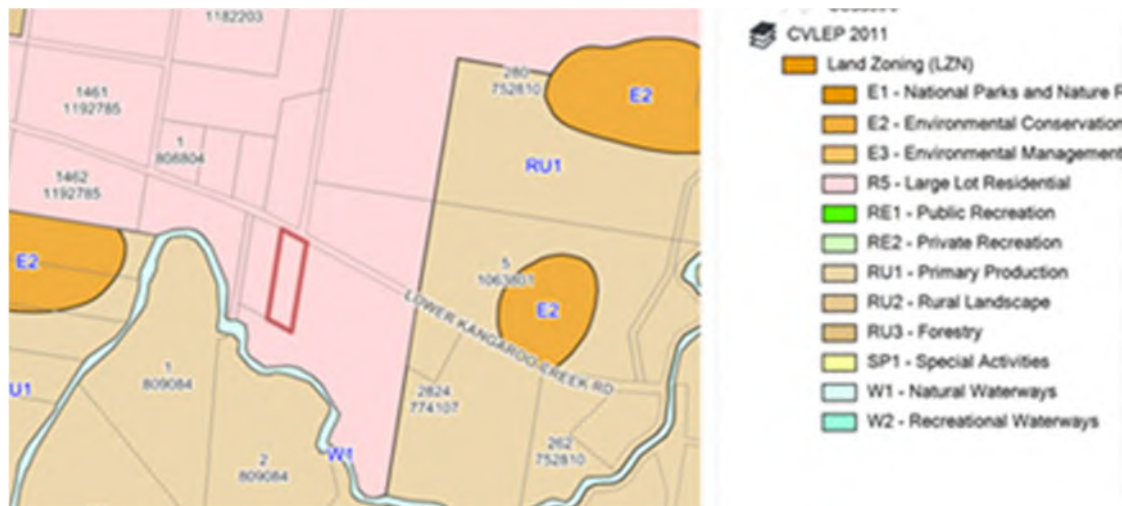 1182203
280
752810
E2
1461
1192785
1
808804
RU1
1462
1192785
E2
5
1063801
E2
LOWER KANGAROO CREEK RD
1
809084
U1
2824
774107
262
752810
W1
2
809084
CVLEP 2011
Land Zoning (LZN)
E1 - National Parks and Nature R
E2 - Environmental Conservation
E3 - Environmental Management
R5 - Large Lot Residential
RE1 - Public Recreation
RE2 - Private Recreation
RU1 - Primary Production
RU2 - Rural Landscape
RU3 - Forestry
SP1 - Special Activities
W1 - Natural Waterways
W2 - Recreational Waterways